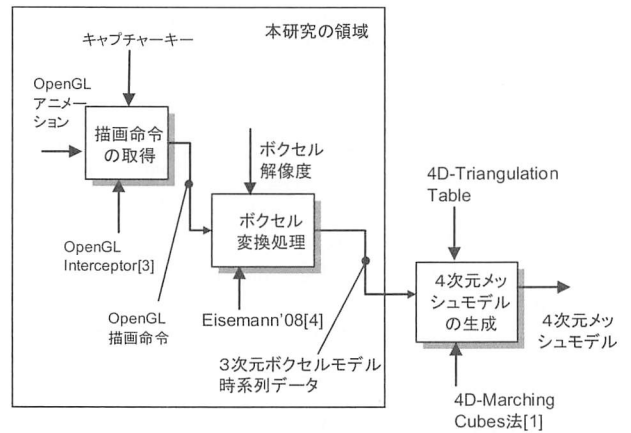 本研究の領域
キャプチャーキー
OpenGL
アニメー
ション
描画命令
の取得
ボクセル
解像度
OpenGL
Interceptor[3]
ボクセル
変換処理
4D-Triangulation
Table
OpenGL
描画命令
Eisemann'08[4]
4次元メッ
シュモデル
の生成
4次元メッ
シュモデル
3次元ボクセルモデル
時系列データ
4D-Marching
Cubes法[1]